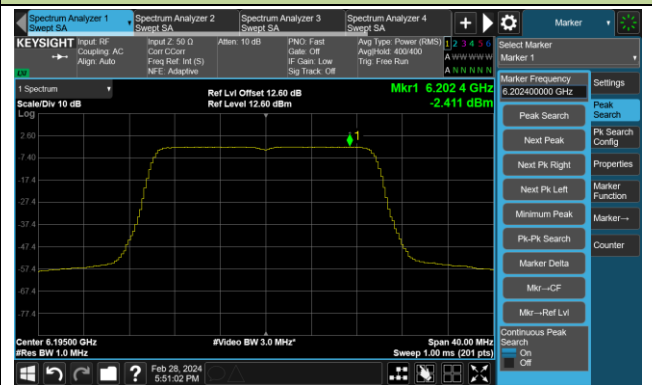 Spectrum Analyzer 1
Swept SA
Spectrum Analyzer 2
Swept SA
Spectrum Analyzer 3
Swept SA
Spectrum Analyzer 4
Swept SA
+
Marker
KEYSIGHT
Input: RF
Coupling: AC
Align: Auto
Input Z: 50 Ω
Corr CCorr
Freq Ref: Int (S)
NFE: Adaptive
Atten: 10 dB
PNO: Fast
Gate: Off
IF Gain: Low
Sig Track: Off
Avg Type: Power (RMS)
Avg|Hold: 400/400
Trig: Free Run
1 2 3 4 5 6
A W W W W W
A N N N N N
LXI
Select Marker
Marker 1
1 Spectrum
Scale/Div 10 dB
Log
Ref Lvl Offset 12.60 dB
Ref Level 12.60 dBm
Mkr1 6.202 4 GHz
-2.411 dBm
1
2.60
-7.40
-17.4
-27.4
-37.4
-47.4
-57.4
-67.4
-77.4
Center 6.19500 GHz
#Res BW 1.0 MHz
#Video BW 3.0 MHz*
Span 40.00 MHz
Sweep 1.00 ms (201 pts)
Marker Frequency
6.202400000 GHz
Peak Search
Next Peak
Next Pk Right
Next Pk Left
Minimum Peak
Pk-Pk Search
Marker Delta
Mkr→CF
Mkr→Ref Lvl
Continuous Peak
Search
On
Off
Settings
Peak
Search
Pk Search
Config
Properties
Marker
Function
Marker→
Counter
?
Feb 28, 2024
5:51:02 PM